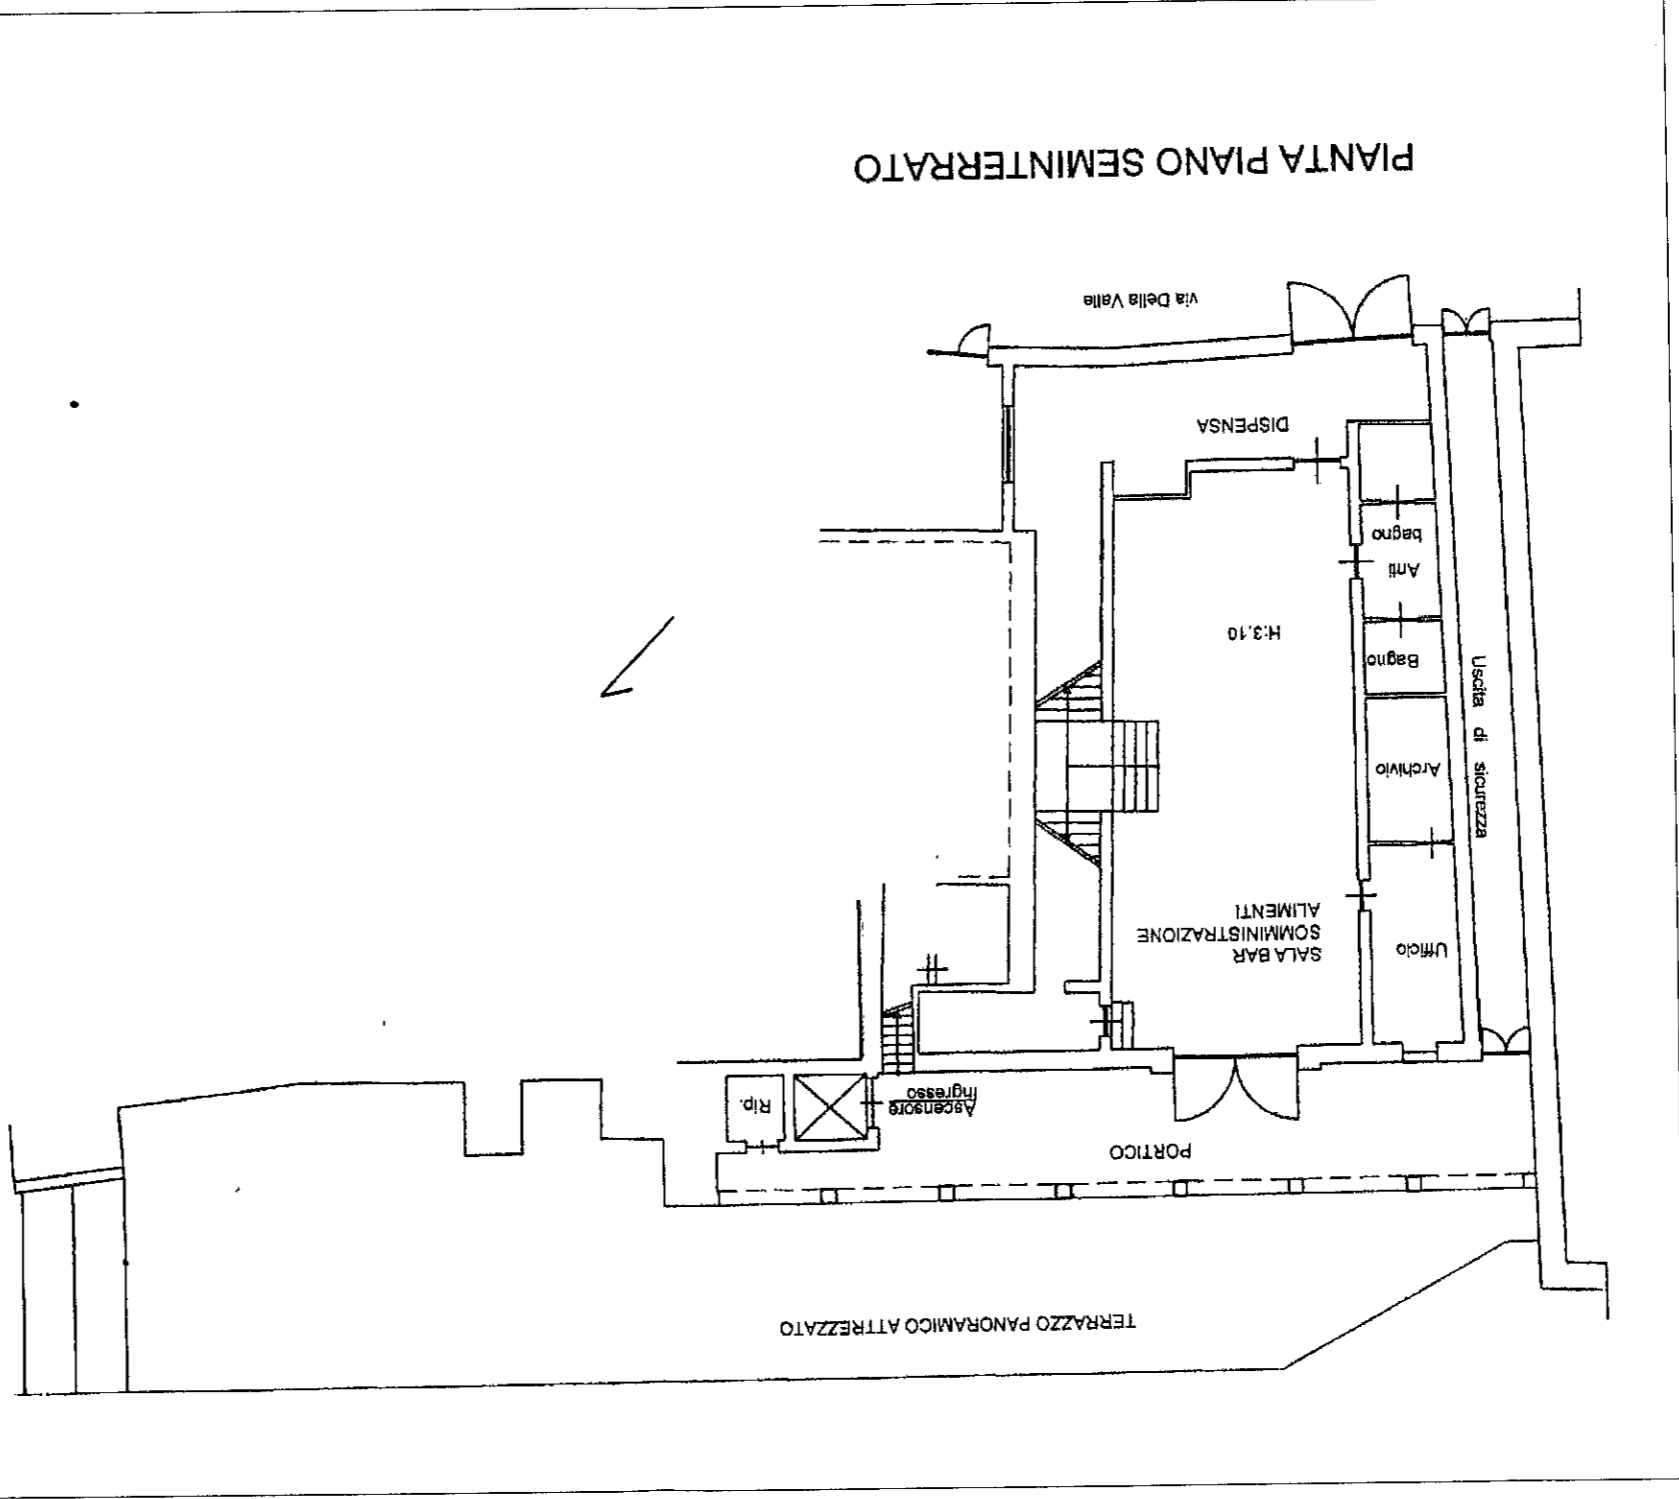 PIANTA PIANO SEMINTERRATO
via Della Valle
DISPENSA
Anti
bagno
H:3.10
Bagno
Archivio
Uscita di sicurezza
SALA BAR
SOMMINISTRAZIONE
ALIMENTI
Ufficio
Ingresso
Ascensore
Rip.
PORTICO
TERRAZZO PANORAMICO ATTREZZATO